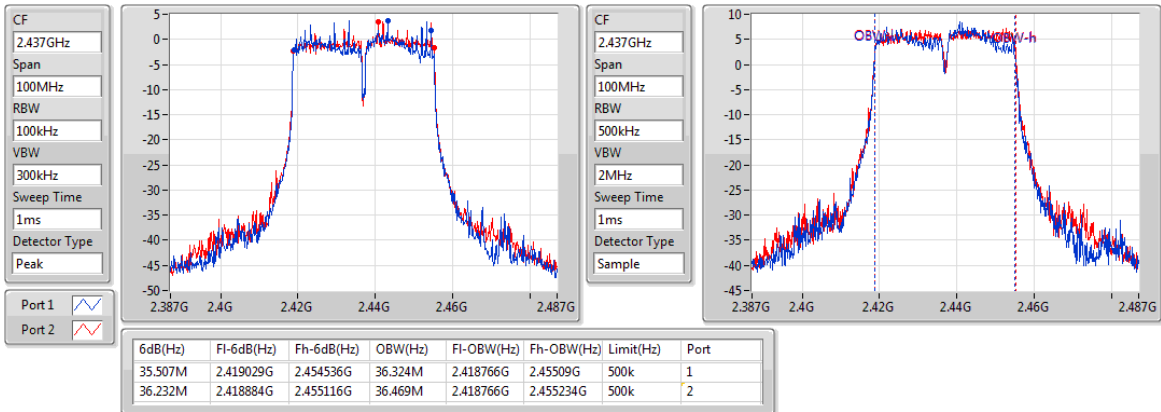 CF
2.437GHz
Span
100MHz
RBW
100kHz
VBW
300kHz
Sweep Time
1ms
Detector Type
Peak
Port 1
Port 2
5-
0-
-5-
-10-
-15-
-20-
-25-
-30-
-35-
-40-
-45-
-50-
2.387G 2.4G 2.42G 2.44G 2.46G 2.487G
CF
2.437GHz
Span
100MHz
RBW
500kHz
VBW
2MHz
Sweep Time
1ms
Detector Type
Sample
10-
5-
0-
-5-
-10-
-15-
-20-
-25-
-30-
-35-
-40-
-45-
2.387G 2.4G 2.42G 2.44G 2.46G 2.487G
6dB(Hz) Fl-6dB(Hz) Fh-6dB(Hz) OBW(Hz) Fl-OBW(Hz) Fh-OBW(Hz) Limit(Hz) Port
35.507M 2.419029G 2.454536G 36.324M 2.418766G 2.45509G 500k 1
36.232M 2.418884G 2.455116G 36.469M 2.418766G 2.455234G 500k 2